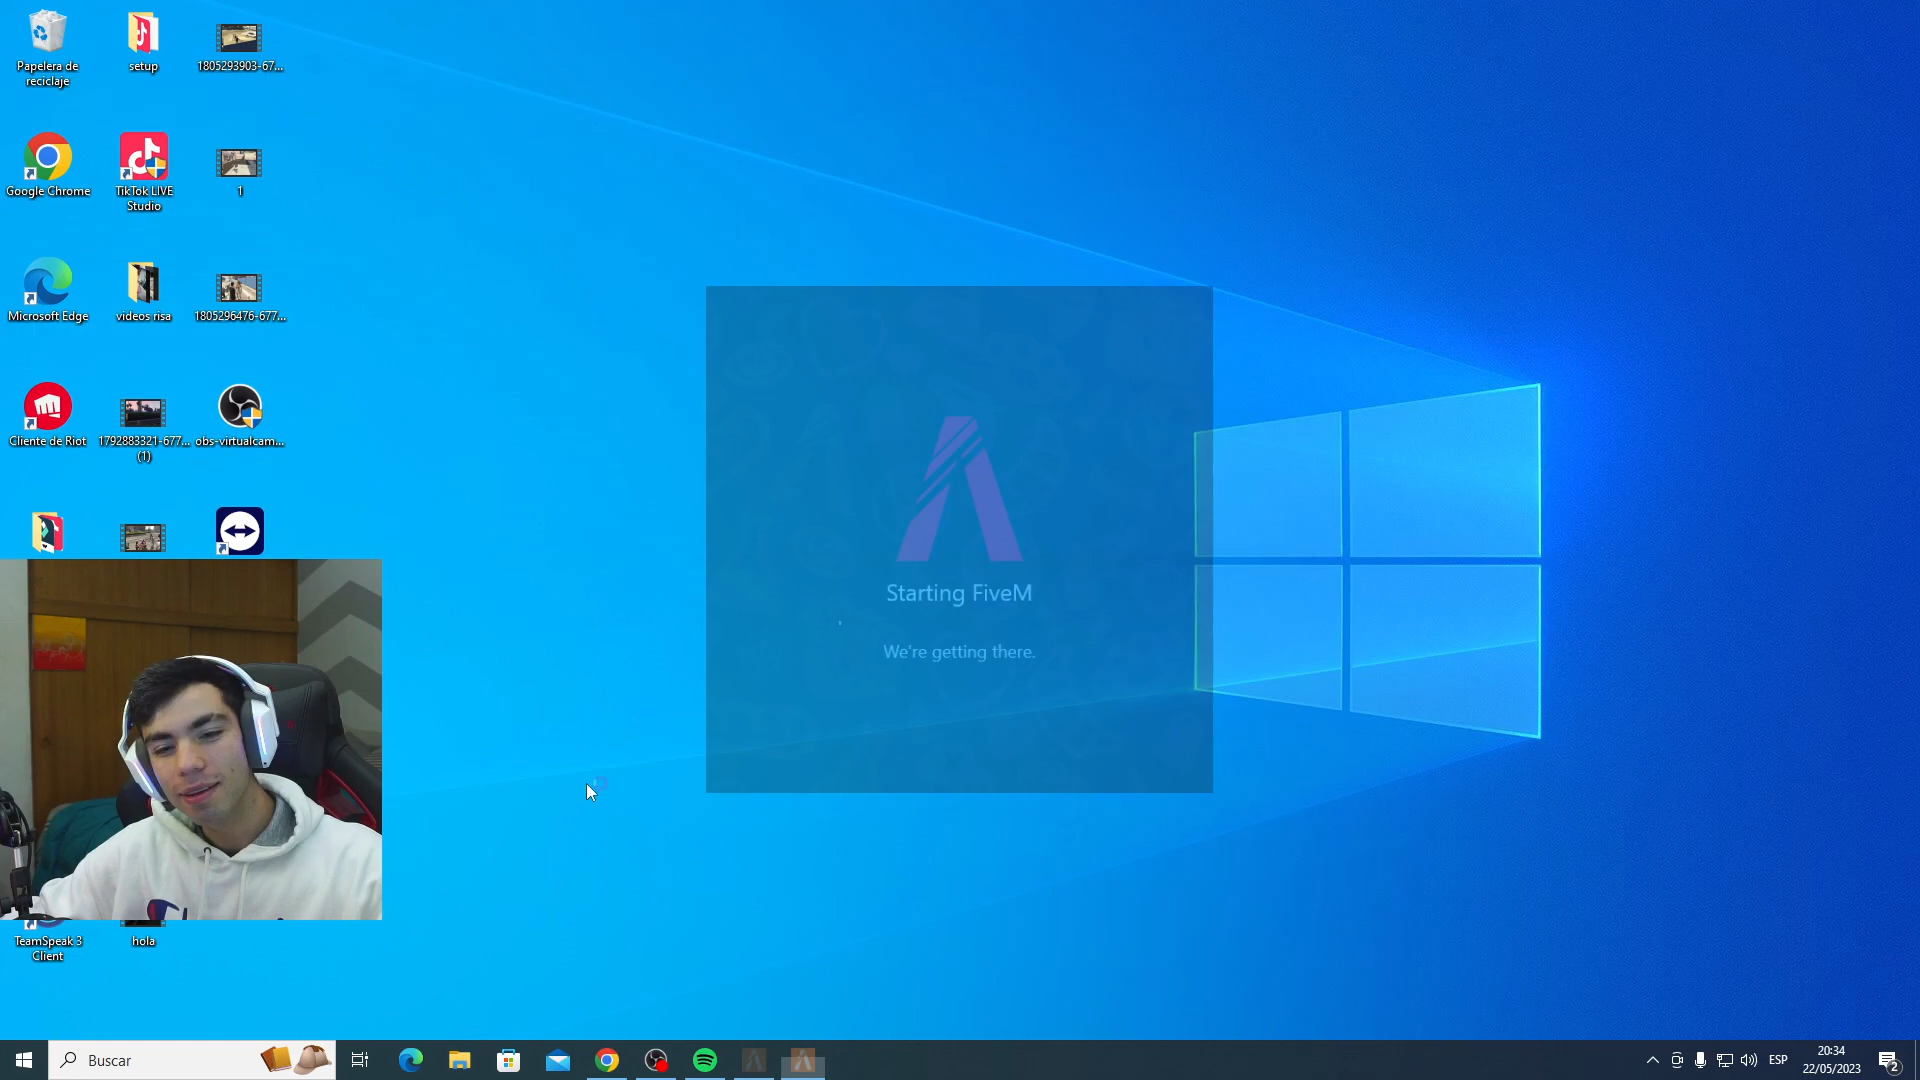 Papelera de
reciclaje
setup
1805293903-67...
Google Chrome
TikTok LIVE
Studio
1
Microsoft Edge
videos risa
1805296476-677...
Cliente de Riot
1792883321-677...
(1)
obs-virtualcam...
Starting FiveM
We're getting there.
TeamSpeak 3
Client
hola
Buscar
ESP
20:34
22/05/2023
2